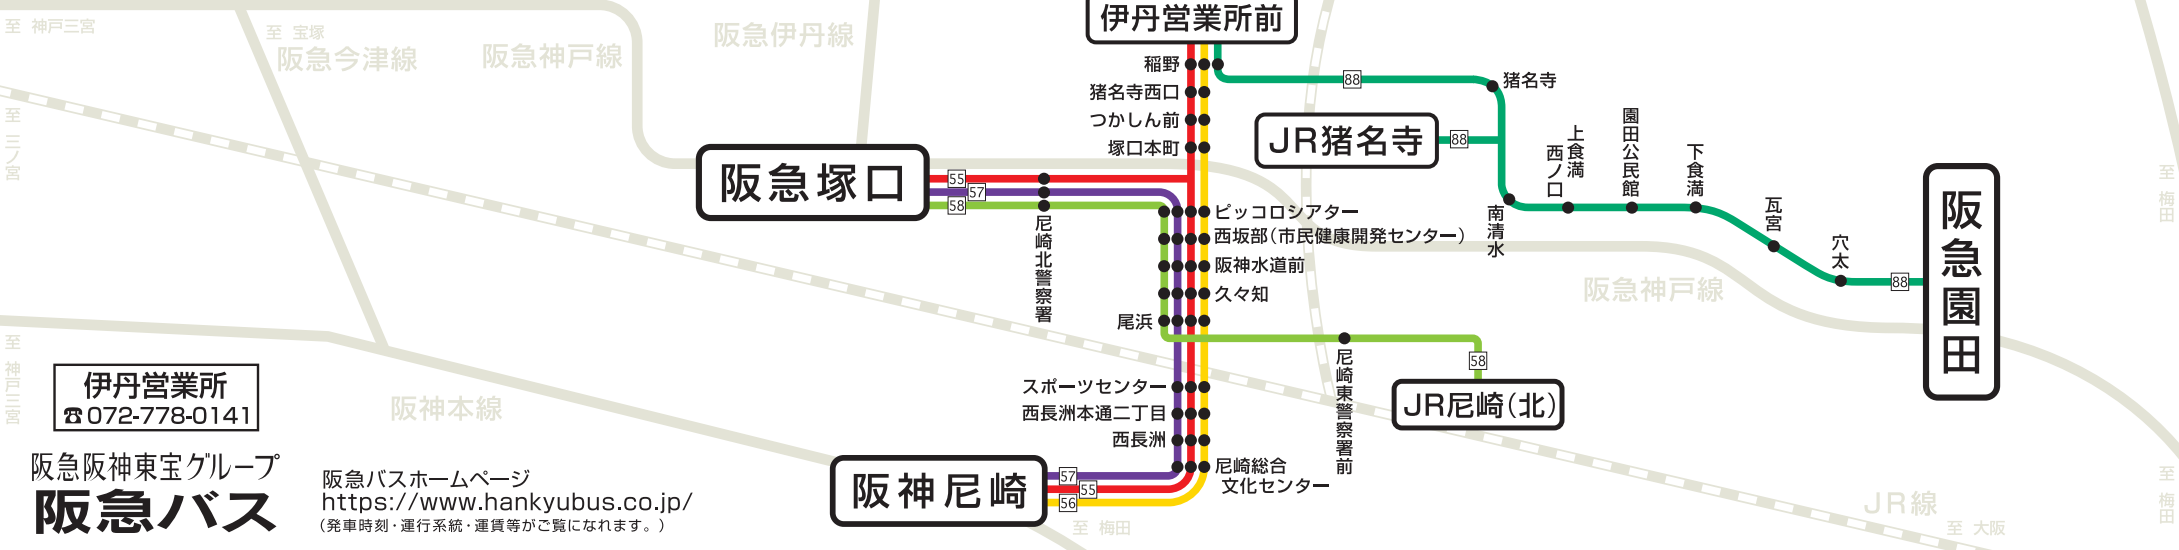 伊丹営業所前
至 神戸三宮
至 宝塚
阪急今津線
阪急神戸線
阪急伊丹線
稲野
猪名寺西口
つかしん前
塚口本町
88
猪名寺
JR猪名寺
88
至 三ノ宮
阪急塚口
55
57
58
尼崎北警察署
ピッコロシアター
西坂部(市民健康開発センター)
阪神水道前
久々知
尾浜
南清水
西ノ口
上食満
園田公民館
下食満
瓦宮
穴太
88
阪急園田
至 梅田
阪急神戸線
58
JR尼崎(北)
尼崎東警察署前
スポーツセンター
西長洲本通二丁目
西長洲
尼崎総合
文化センター
阪神尼崎
57
55
56
至 神戸三宮
阪神本線
至 梅田
JR線
至 大阪
至 梅田
伊丹営業所
☎072-778-0141
阪急阪神東宝グループ
阪急バス
阪急バスホームページ
https://www.hankyubus.co.jp/
(発車時刻・運行系統・運賃等がご覧になれます。)